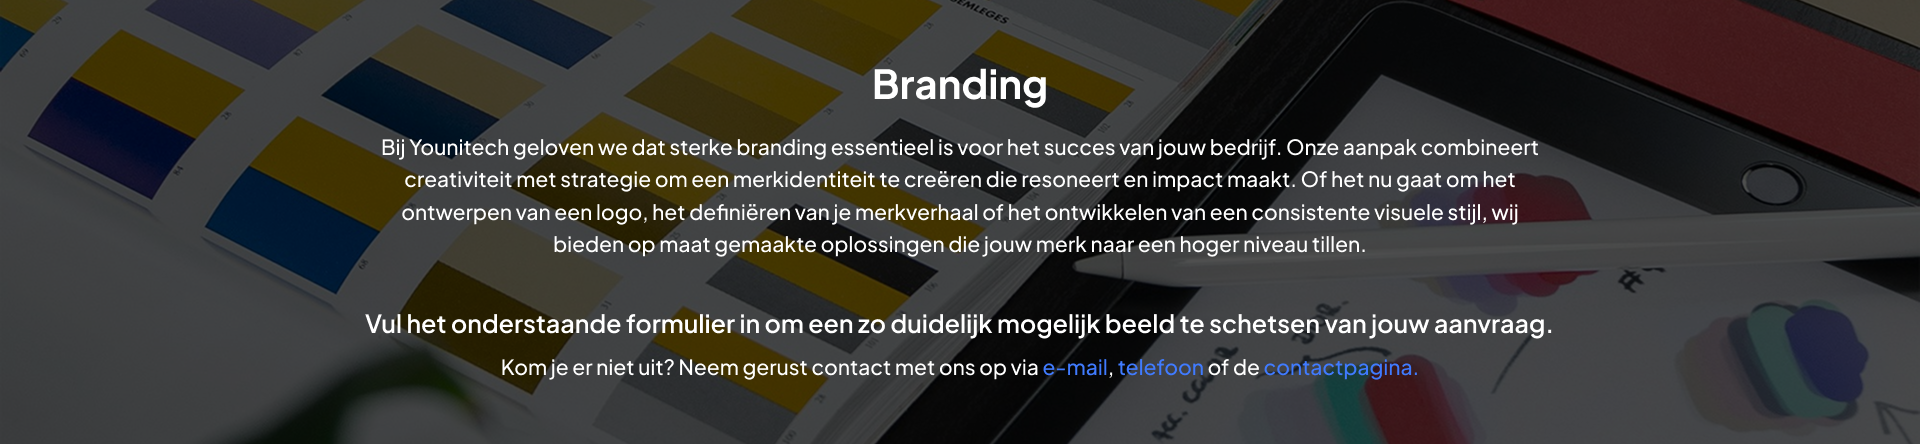 SEMLEGES
Branding
Bij Younitech geloven we dat sterke branding essentieel is voor het succes van jouw bedrijf. Onze aanpak combineert
creativiteit met strategie om een merkidentiteit te creëren die resoneert en impact maakt. Of het nu gaat om het
ontwerpen van een logo, het definiëren van je merkverhaal of het ontwikkelen van een consistente visuele stijl, wij
bieden op maat gemaakte oplossingen die jouw merk naar een hoger niveau tillen.
Vul het onderstaande formulier in om een zo duidelijk mogelijk beeld te schetsen van jouw aanvraag.
Kom je er niet uit? Neem gerust contact met ons op via e-mail, telefoon of de contactpagina.